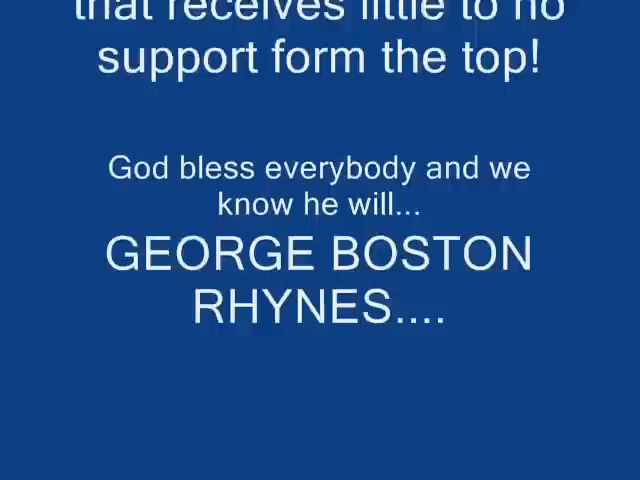 that receives little to no
support form the top!
God bless everybody and we
know he will...
GEORGE BOSTON
RHYNES....